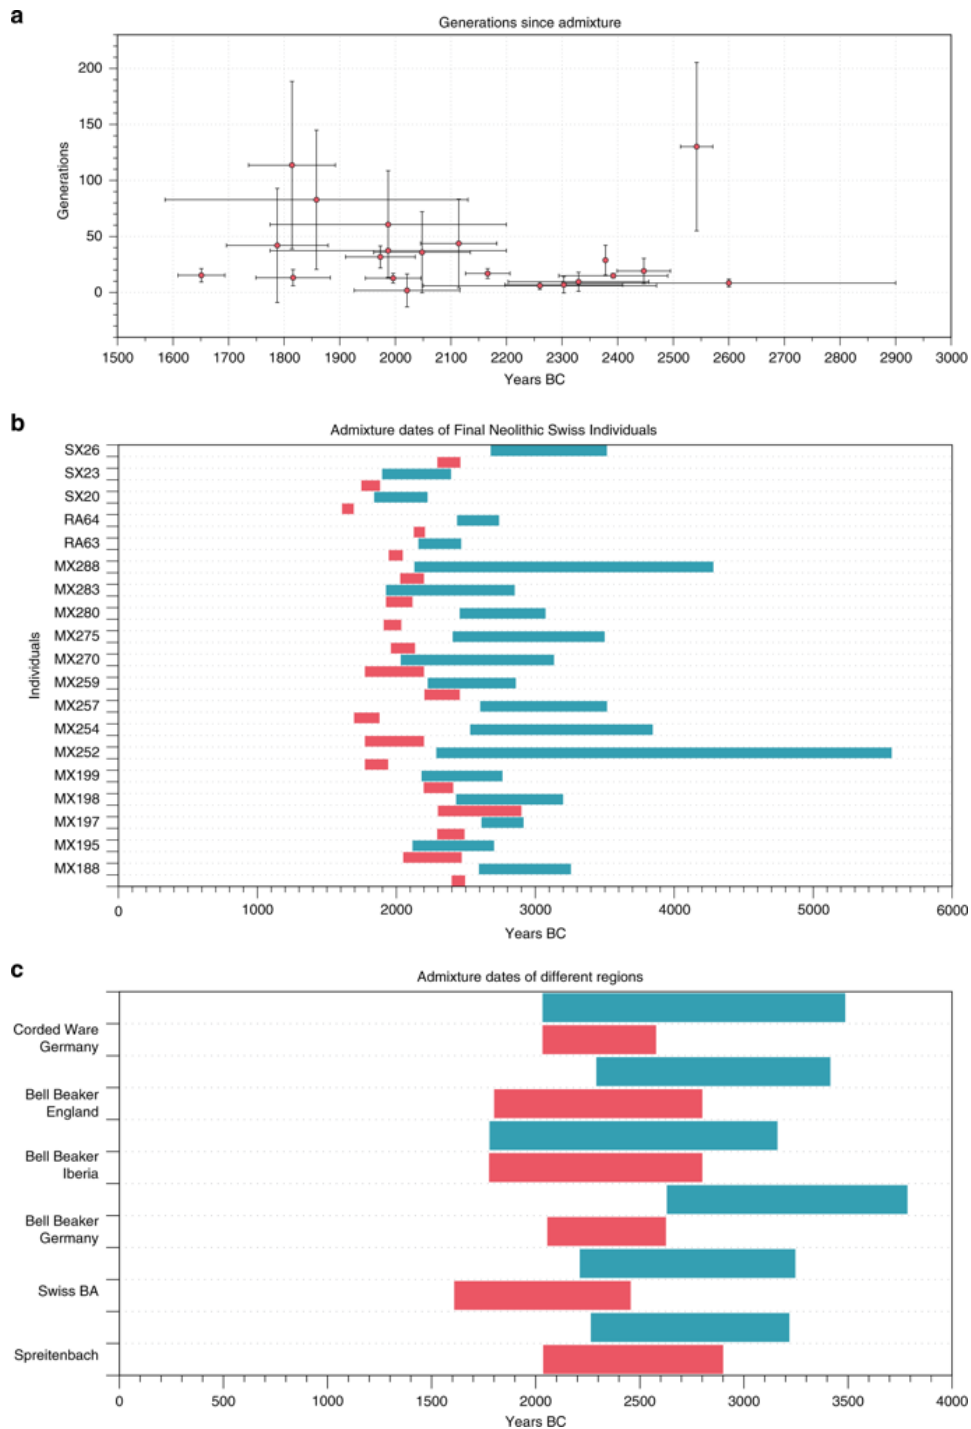 a
Generations since admixture
200
150
100
50
0
Generations
1500 1600 1700 1800 1900 2000 2100 2200 2300 2400 2500 2600 2700 2800 2900 3000
Years BC
b
Admixture dates of Final Neolithic Swiss Individuals
SX26
SX23
SX20
RA64
RA63
MX288
MX283
MX280
MX275
MX270
MX259
MX257
MX254
MX252
MX199
MX198
MX197
MX195
MX188
Individuals
0 1000 2000 3000 4000 5000 6000
Years BC
c
Admixture dates of different regions
Corded Ware
Germany
Bell Beaker
England
Bell Beaker
Iberia
Bell Beaker
Germany
Swiss BA
Spreitenbach
0 500 1000 1500 2000 2500 3000 3500 4000
Years BC